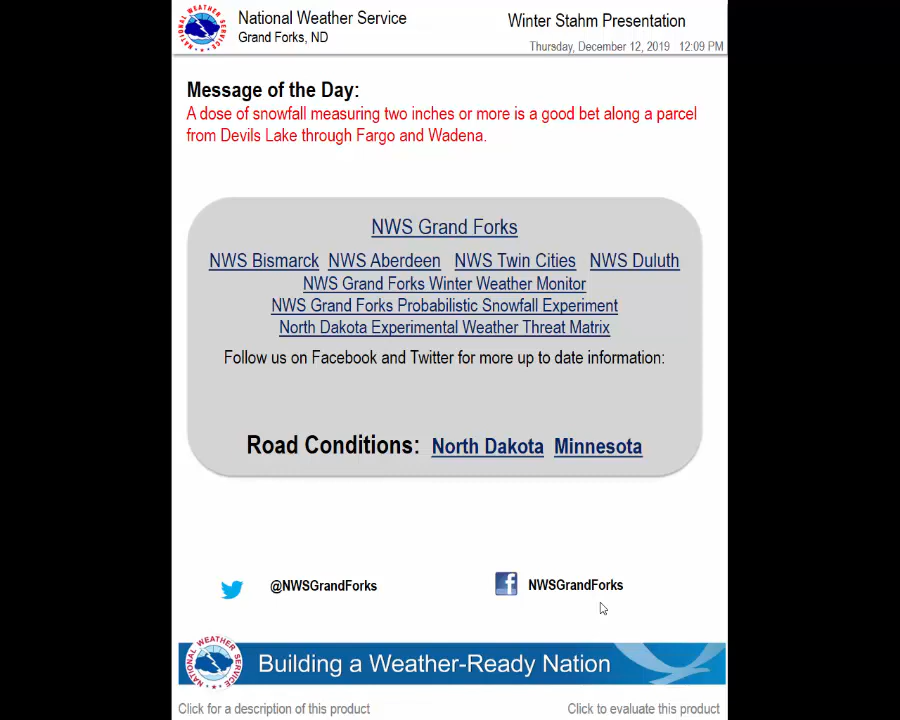 National Weather Service
Grand Forks, ND
Winter Stahm Presentation
Thursday, December 12, 2019 12:09 PM
Message of the Day:
A dose of snowfall measuring two inches or more is a good bet along a parcel
from Devils Lake through Fargo and Wadena.
NWS Grand Forks
NWS Bismarck NWS Aberdeen NWS Twin Cities NWS Duluth
NWS Grand Forks Winter Weather Monitor
NWS Grand Forks Probabilistic Snowfall Experiment
North Dakota Experimental Weather Threat Matrix
Follow us on Facebook and Twitter for more up to date information:
Road Conditions: North Dakota Minnesota
@NWSGrandForks
NWSGrandForks
NATIONAL WEATHER SERVICE
Building a Weather-Ready Nation
Click for a description of this product
Click to evaluate this product